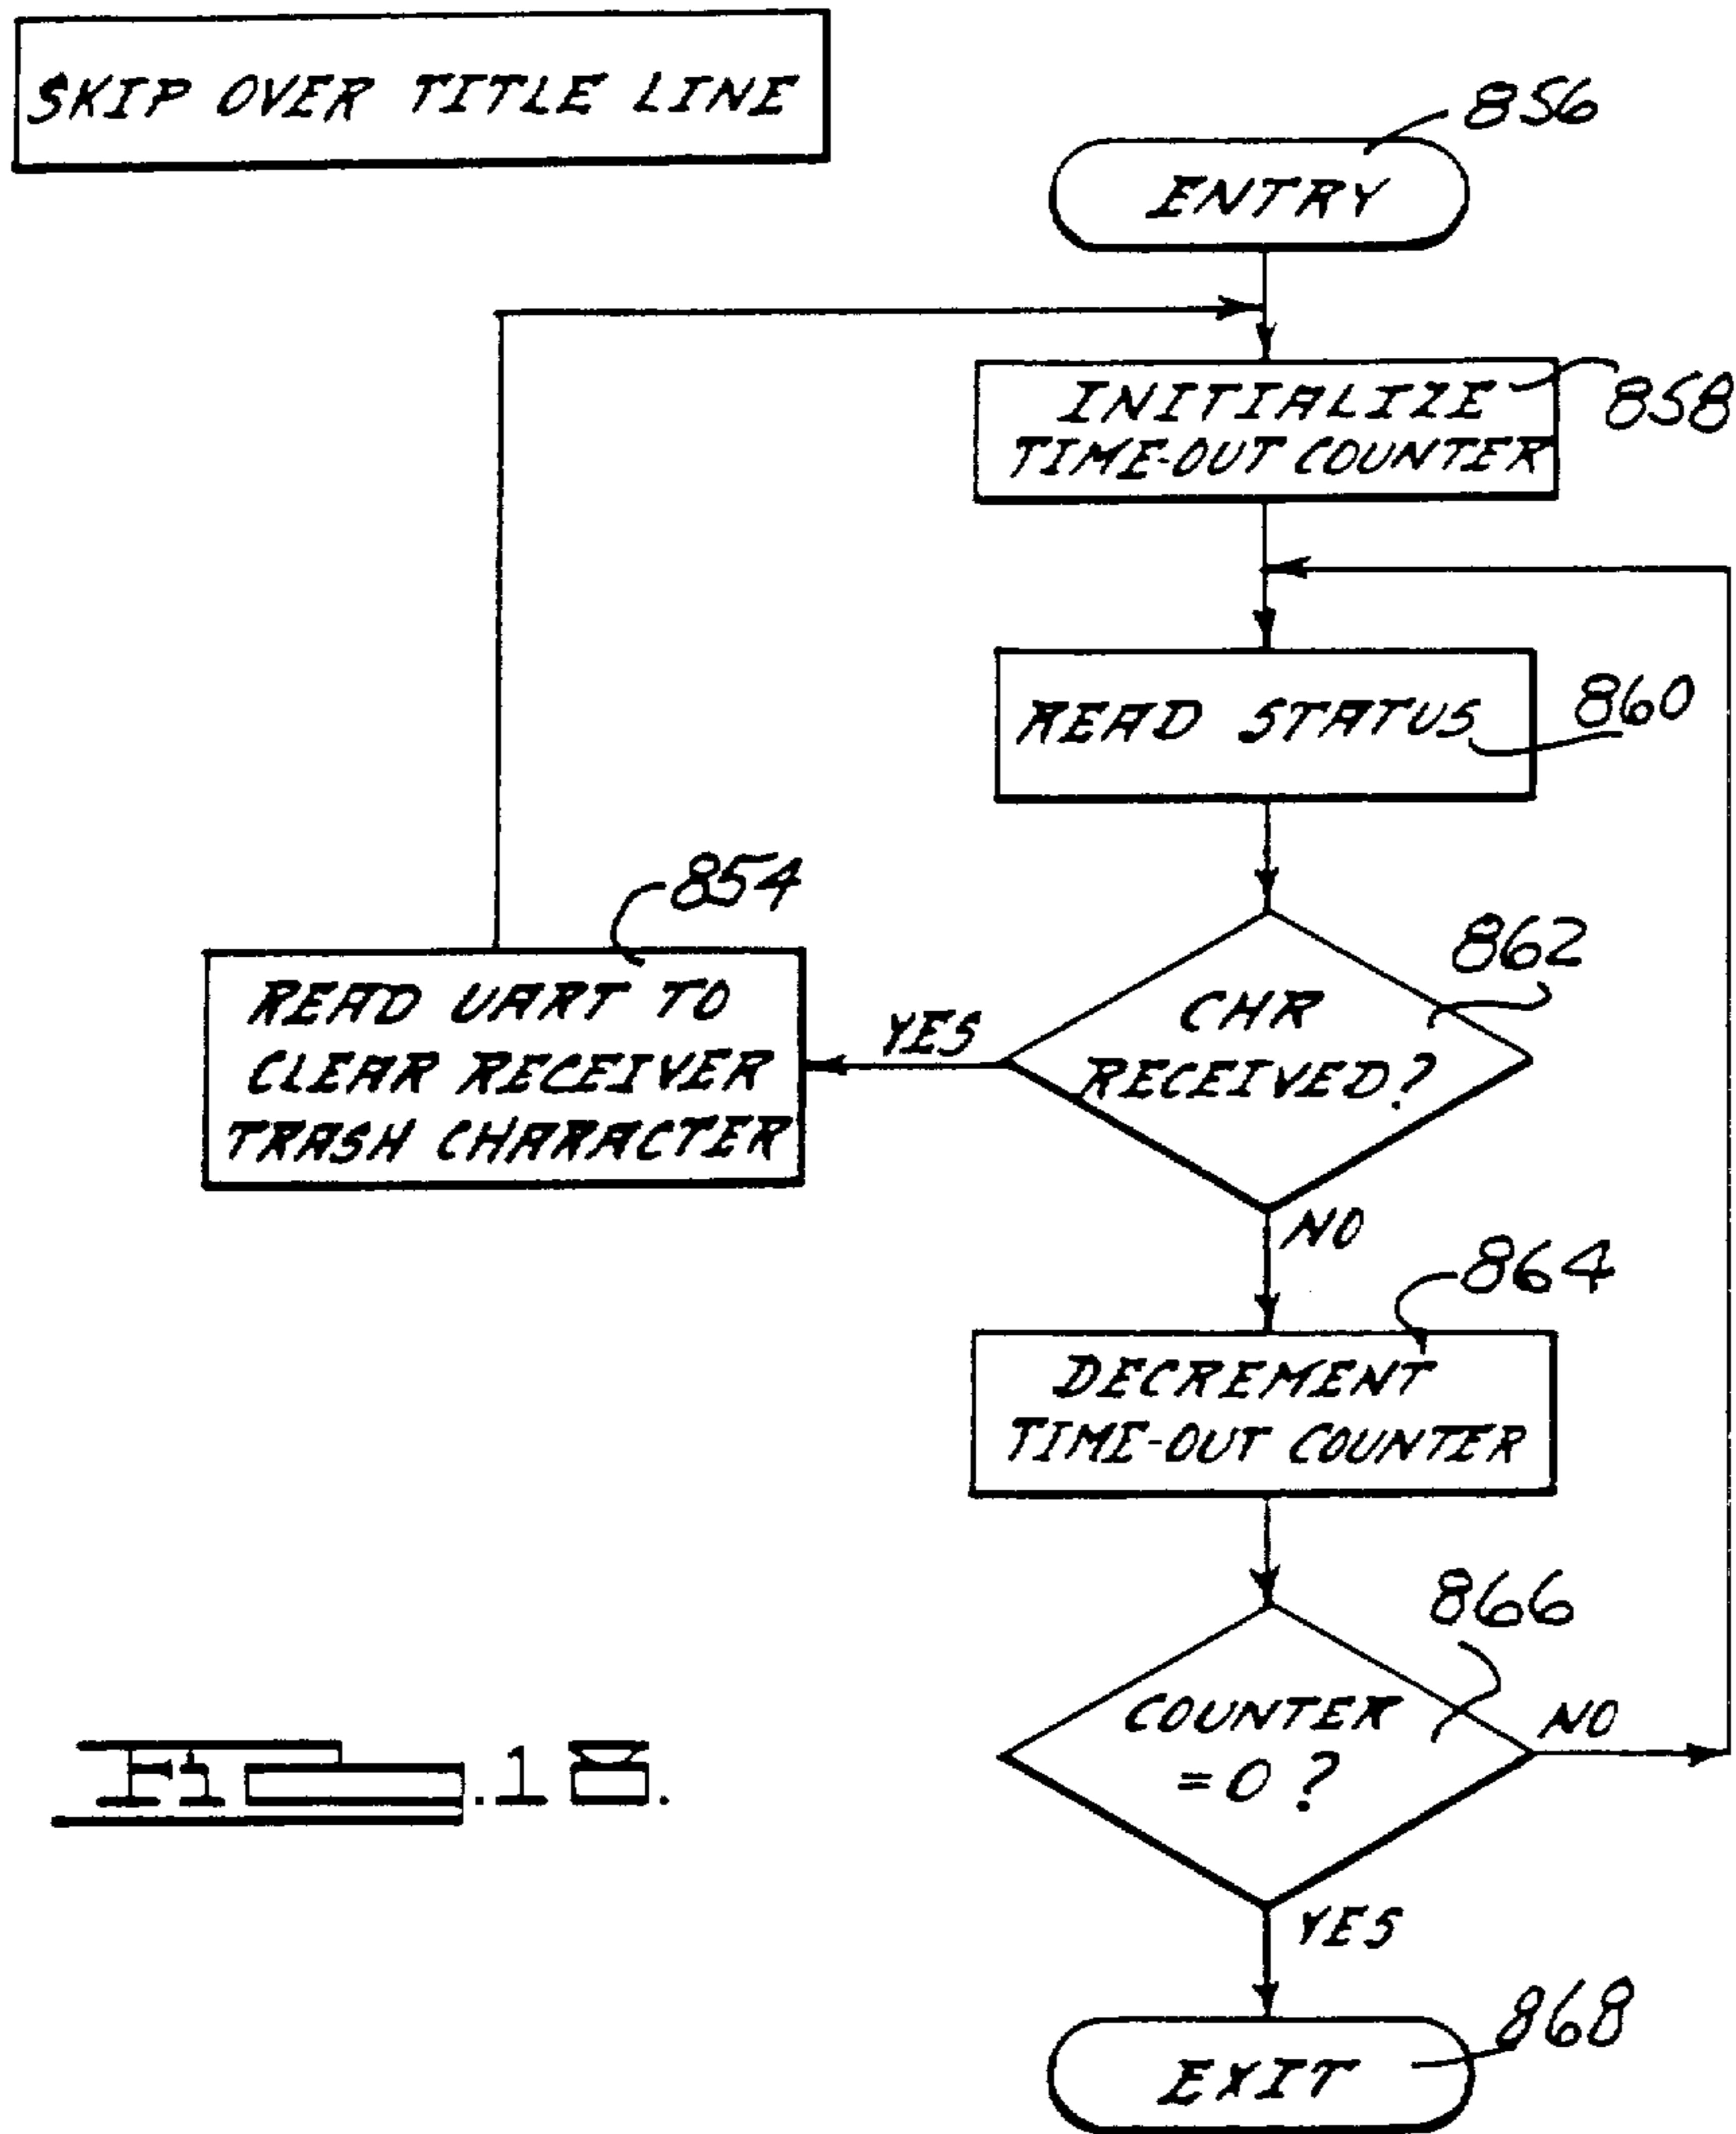 SKIP OVER TITLE LINE
856
ENTRY
INITIALIZE
TIME-OUT COUNTER
858
READ STATUS
860
854
READ UART TO
CLEAR RECEIVER
TRASH CHARACTER
YES
862
CHR
RECEIVED?
NO
864
DECREMENT
TIME-OUT COUNTER
866
COUNTER
=0?
NO
YES
868
EXIT
.18.